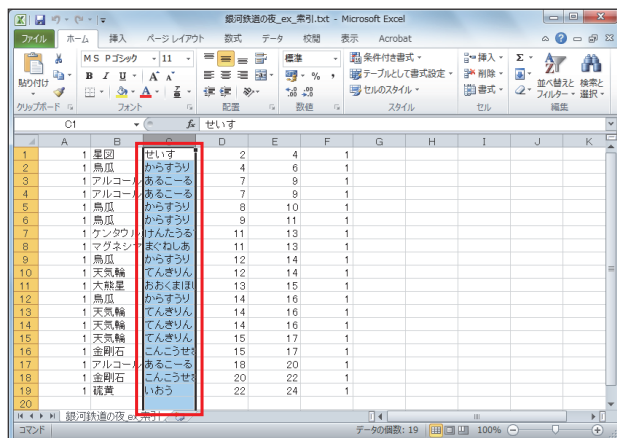 銀河鉄道の夜_ex_索引.txt - Microsoft Excel
ファイル ホーム 挿入 ページ レイアウト 数式 データ 校閲 表示 Acrobat
貼り付け
MS Pゴシック 11
B I U A A
標準
% ,
条件付き書式
テーブルとして書式設定
セルのスタイル
挿入
削除
書式
Σ
並べ替えと フィルター
検索と 選択
クリップボード フォント 配置 数値 スタイル セル 編集
C1 fx せいす
A B C D E F G H I J K
1 1 星図 せいす 2 4 1
2 1 烏瓜 からすうり 4 6 1
3 1 アルコール あるこーる 7 9 1
4 1 アルコール あるこーる 7 9 1
5 1 烏瓜 からすうり 8 10 1
6 1 烏瓜 からすうり 9 11 1
7 1 ケンタウル けんたうる 11 13 1
8 1 マグネシヤ まぐねしあ 11 13 1
9 1 烏瓜 からすうり 12 14 1
10 1 天気輪 てんきりん 12 14 1
11 1 大熊星 おおくまほし 13 15 1
12 1 烏瓜 からすうり 14 16 1
13 1 天気輪 てんきりん 14 16 1
14 1 天気輪 てんきりん 14 16 1
15 1 天気輪 てんきりん 15 17 1
16 1 金剛石 こんごうせき 15 17 1
17 1 アルコール あるこーる 18 20 1
18 1 金剛石 こんごうせき 20 22 1
19 1 硫黄 いおう 22 24 1
20
銀河鉄道の夜_ex_索引
コマンド データの個数: 19 100%